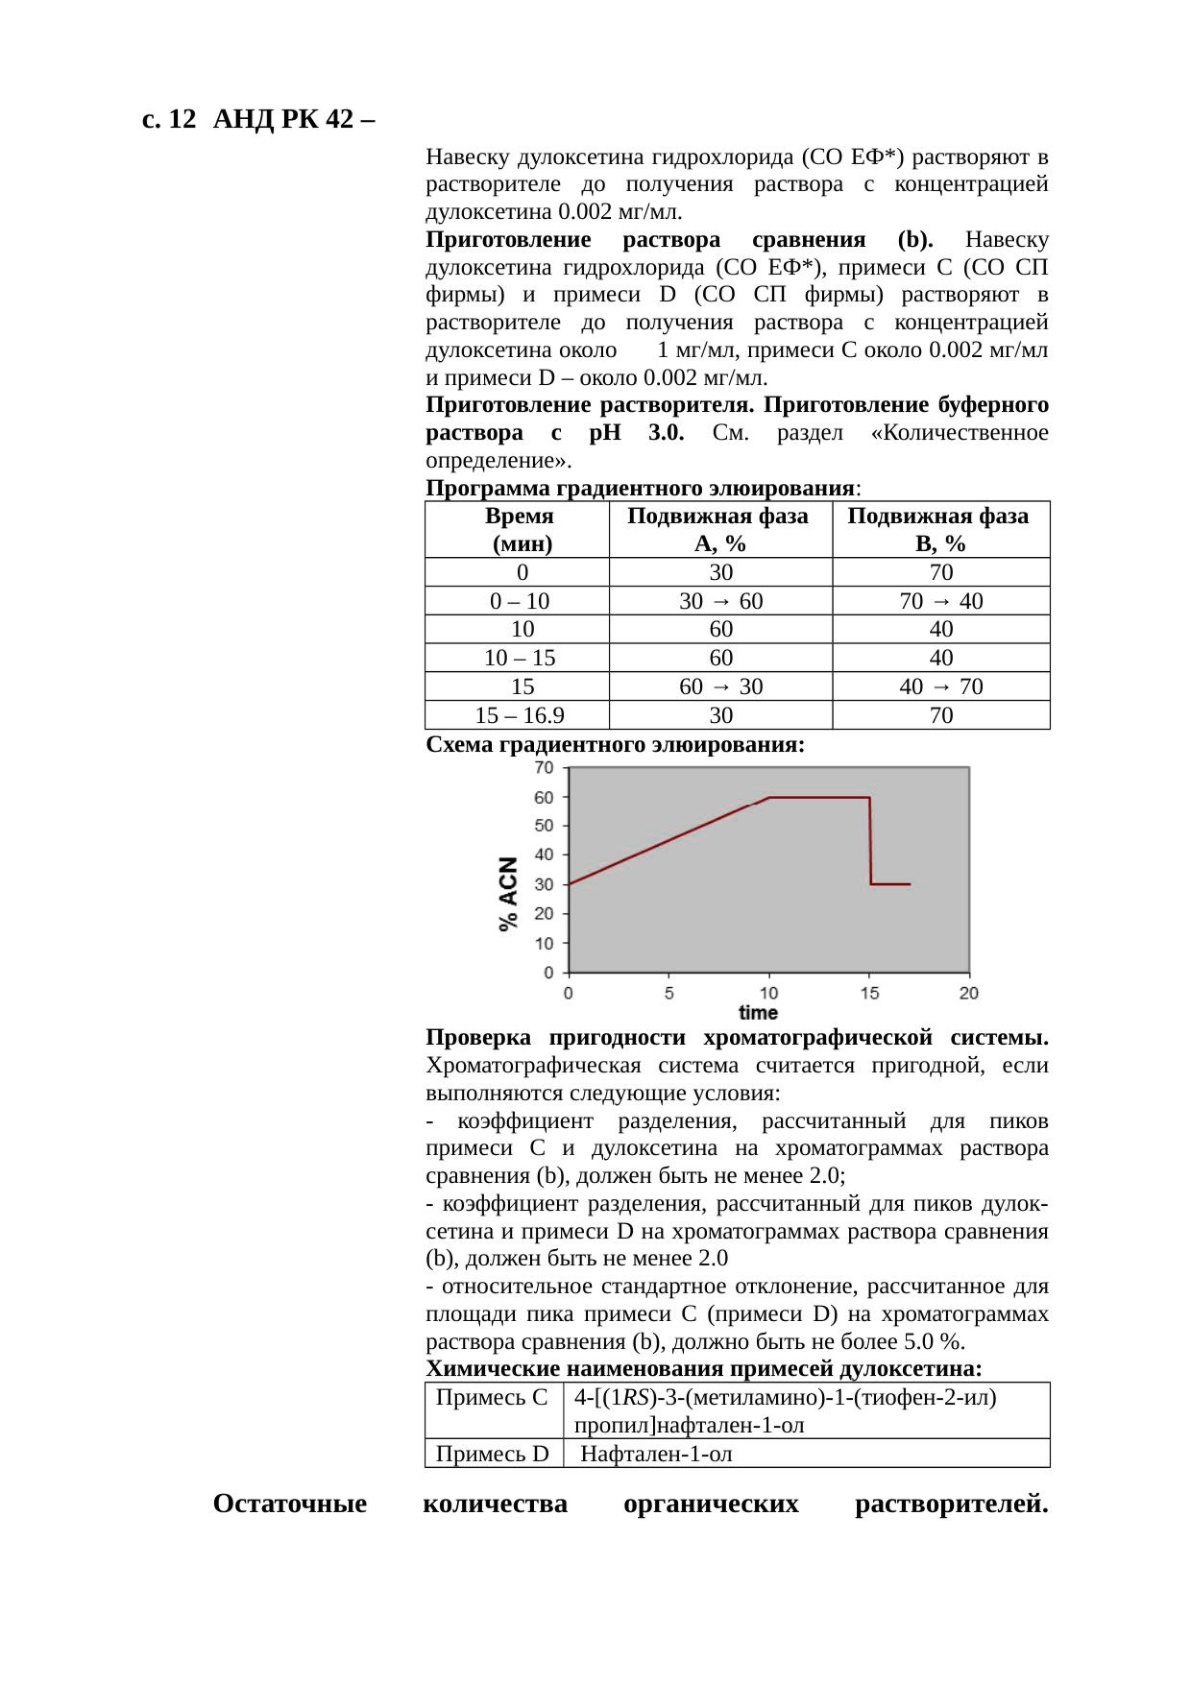 с. 12 АНД РК 42 –
Навеску дулоксетина гидрохлорида (СО ЕФ*) растворяют в
растворителе до получения раствора с концентрацией
дулоксетина 0.002 мг/мл.
Приготовление раствора сравнения (b). Навеску
дулоксетина гидрохлорида (СО ЕФ*), примеси С (СО СП
фирмы) и примеси D (СО СП фирмы) растворяют в
растворителе до получения раствора с концентрацией
дулоксетина около 1 мг/мл, примеси С около 0.002 мг/мл
и примеси D – около 0.002 мг/мл.
Приготовление растворителя. Приготовление буферного
раствора с рН 3.0. См. раздел «Количественное
определение».
Программа градиентного элюирования:
Время Подвижная фаза Подвижная фаза
(мин) А, % В, %
0 30 70
0 – 10 30 → 60 70 → 40
10 60 40
10 – 15 60 40
15 60 → 30 40 → 70
15 – 16.9 30 70
Схема градиентного элюирования:
70
60
50
40
30
20
10
0
% ACN
0 5 10 15 20
time
Проверка пригодности хроматографической системы.
Хроматографическая система считается пригодной, если
выполняются следующие условия:
- коэффициент разделения, рассчитанный для пиков
примеси С и дулоксетина на хроматограммах раствора
сравнения (b), должен быть не менее 2.0;
- коэффициент разделения, рассчитанный для пиков дулок-
сетина и примеси D на хроматограммах раствора сравнения
(b), должен быть не менее 2.0
- относительное стандартное отклонение, рассчитанное для
площади пика примеси С (примеси D) на хроматограммах
раствора сравнения (b), должно быть не более 5.0 %.
Химические наименования примесей дулоксетина:
Примесь С 4-[(1RS)-3-(метиламино)-1-(тиофен-2-ил)
пропил]нафтален-1-ол
Примесь D Нафтален-1-ол
Остаточные количества органических растворителей.